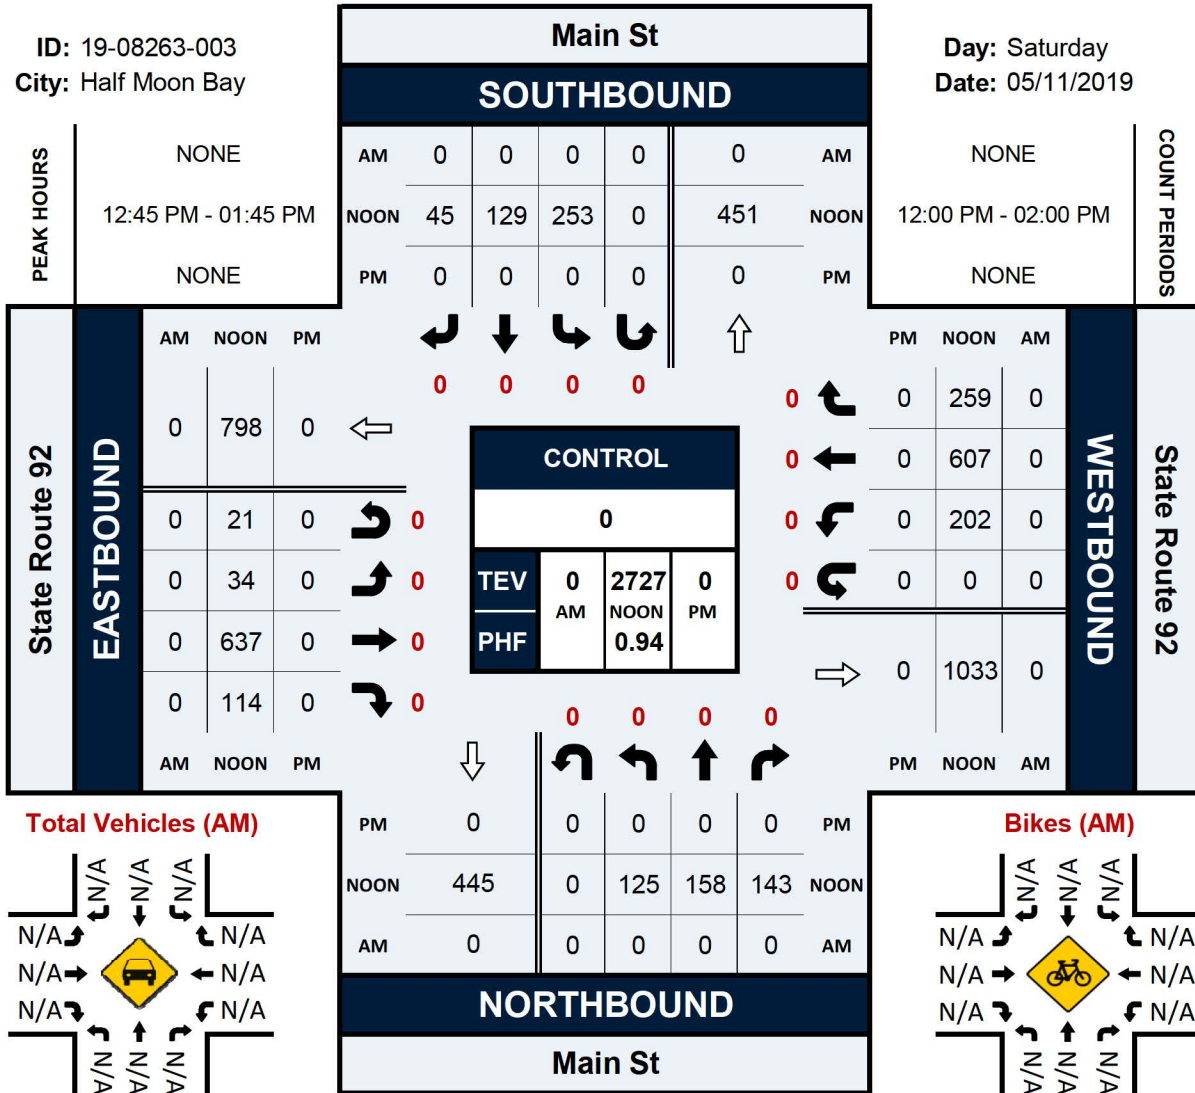 Main St
ID: 19-08263-003
Day: Saturday
City: Half Moon Bay
SOUTHBOUND
Date: 05/11/2019
PEAK HOURS
NONE
12:45 PM - 01:45 PM
NONE
AM 0 0 0 0 0 AM
NOON 45 129 253 0 451 NOON
PM 0 0 0 0 0 PM
NONE
12:00 PM - 02:00 PM
NONE
COUNT PERIODS
0 0 0 0
State Route 92
EASTBOUND
AM NOON PM
0 798 0
0 21 0 0
0 34 0 0
0 637 0 0
0 114 0 0
AM NOON PM
CONTROL
0
TEV 0 2727 0
AM NOON PM
PHF 0.94
PM NOON AM
0 0 259 0
0 0 607 0
0 0 202 0
0 0 0 0
0 1033 0
PM NOON AM
WESTBOUND
State Route 92
0 0 0 0
PM 0 0 0 0 0 PM
NOON 445 0 125 158 143 NOON
AM 0 0 0 0 0 AM
NORTHBOUND
Main St
Total Vehicles (AM)
N/A N/A N/A
N/A N/A
N/A N/A
N/A N/A
N/A N/A N/A
Bikes (AM)
N/A N/A N/A
N/A N/A
N/A N/A
N/A N/A
N/A N/A N/A